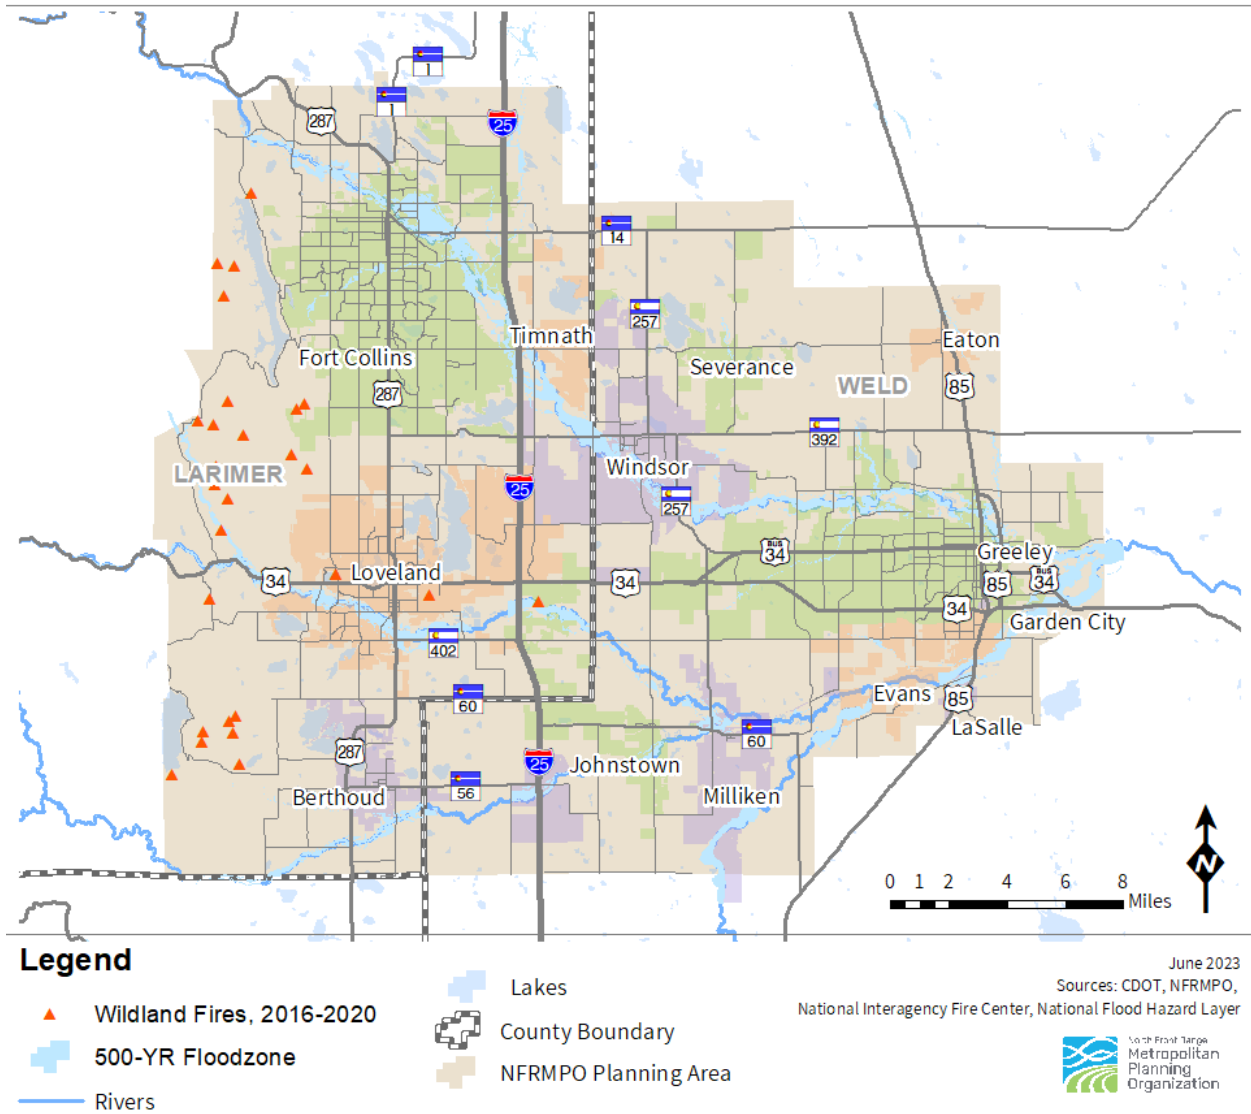 1
1
287
25
14
257
Timnath
Eaton
Fort Collins
Severance
287
WELD
85
392
LARIMER
Windsor
25
257
BUS
34
Greeley
Loveland
34
34
85
BUS
34
34
Garden City
402
60
Evans
85
LaSalle
60
287
25
Johnstown
56
Berthoud
Milliken
N
0 1 2 4 6 8
Miles
Legend
Wildland Fires, 2016-2020
500-YR Floodzone
Rivers
Lakes
County Boundary
NFRMPO Planning Area
June 2023
Sources: CDOT, NFRMPO,
National Interagency Fire Center, National Flood Hazard Layer
North Front Range
Metropolitan
Planning
Organization